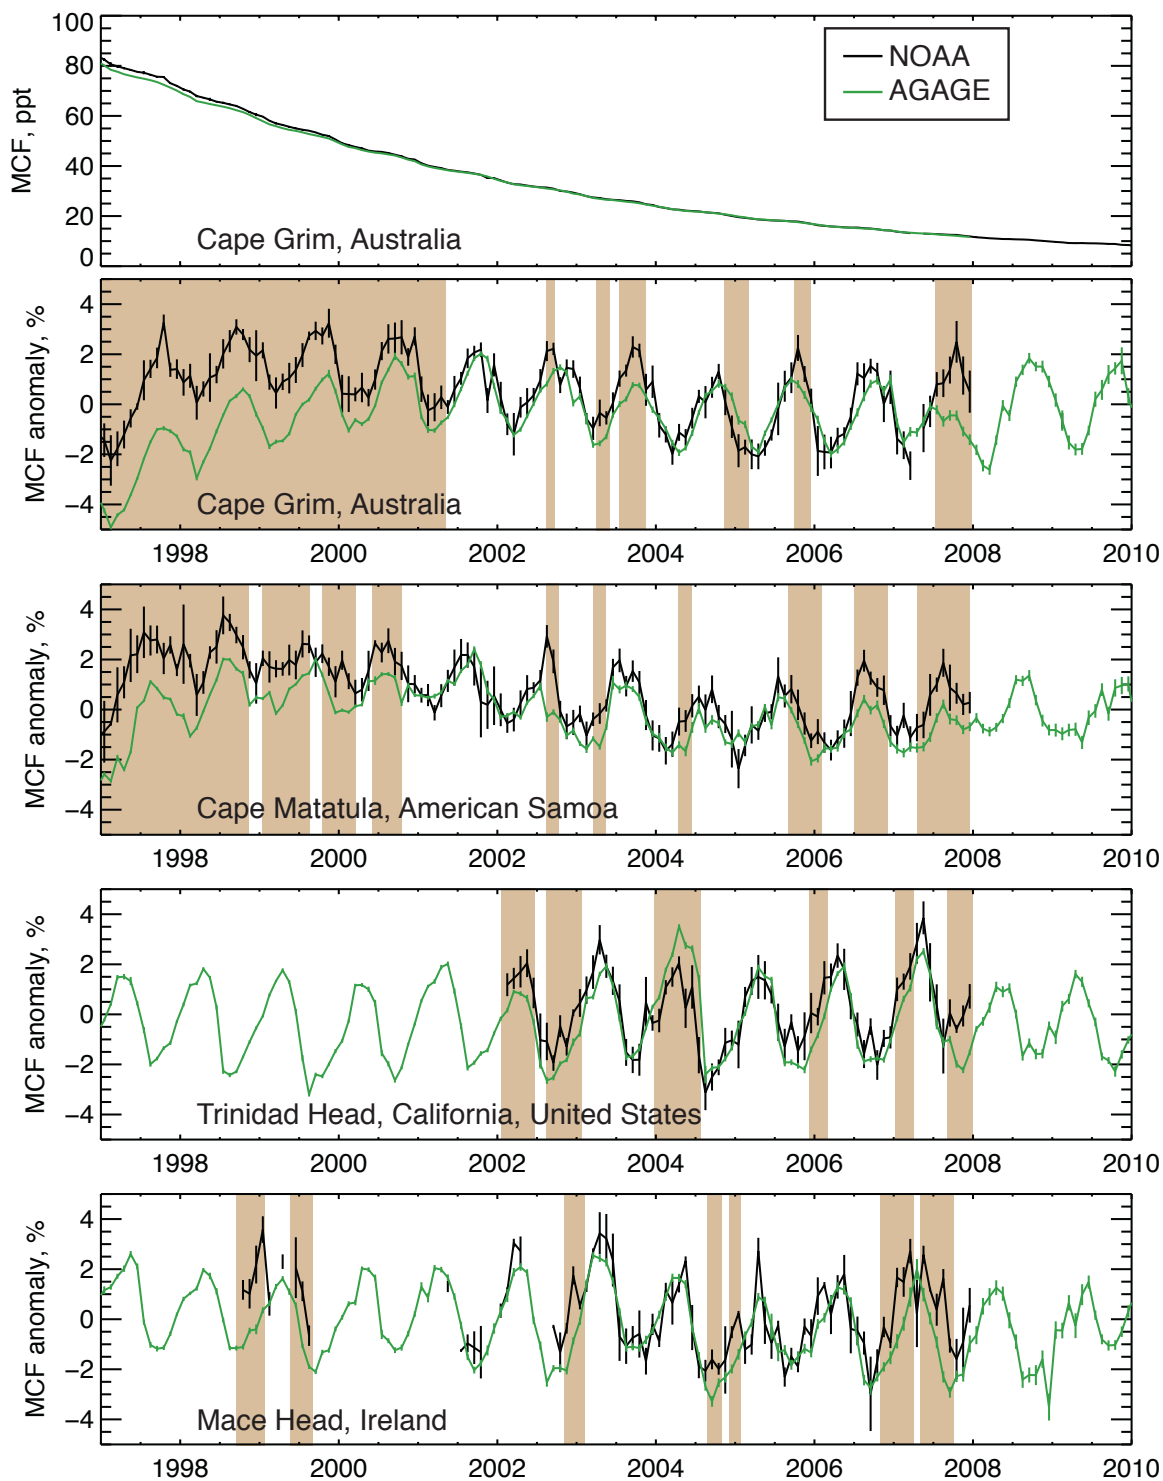 100
80
60
40
20
0
MCF, ppt
NOAA
AGAGE
Cape Grim, Australia
4
2
0
−2
−4
MCF anomaly, %
Cape Grim, Australia
1998 2000 2002 2004 2006 2008 2010
4
2
0
−2
−4
MCF anomaly, %
Cape Matatula, American Samoa
1998 2000 2002 2004 2006 2008 2010
4
2
0
−2
−4
MCF anomaly, %
Trinidad Head, California, United States
1998 2000 2002 2004 2006 2008 2010
4
2
0
−2
−4
MCF anomaly, %
Mace Head, Ireland
1998 2000 2002 2004 2006 2008 2010